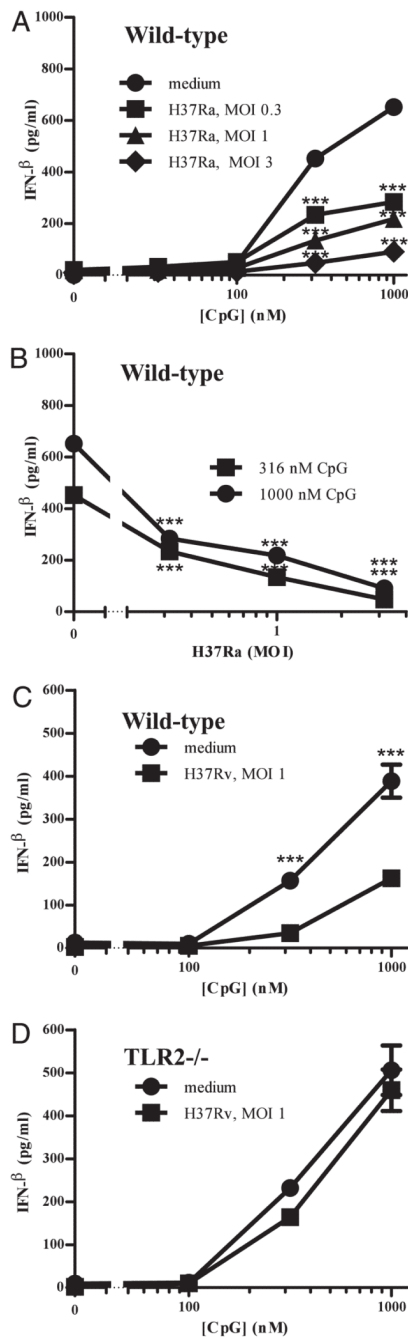 A
Wild-type
1000
800
600
400
200
0
IFN-β (pg/ml)
medium
H37Ra, MOI 0.3
H37Ra, MOI 1
H37Ra, MOI 3
*** ***
*** ***
*** ***
0 100 1000
[CpG] (nM)
B
Wild-type
1000
800
600
400
200
0
IFN-β (pg/ml)
316 nM CpG
1000 nM CpG
*** *** ***
*** *** ***
0 1
H37Ra (MOI)
C
Wild-type
600
500
400
300
200
100
0
IFN-β (pg/ml)
medium
H37Rv, MOI 1
***
***
0 100 1000
[CpG] (nM)
D
TLR2-/-
600
500
400
300
200
100
0
IFN-β (pg/ml)
medium
H37Rv, MOI 1
0 100 1000
[CpG] (nM)